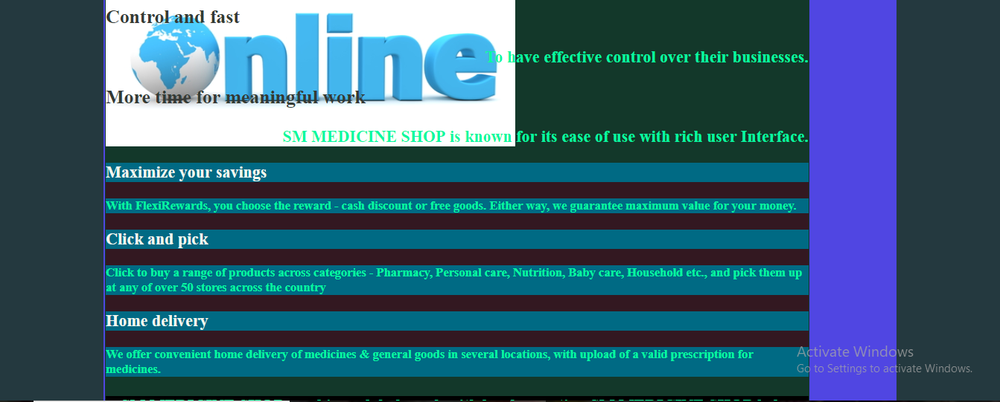 Control and fast
Online
To have effective control over their businesses.
More time for meaningful work
SM MEDICINE SHOP is known for its ease of use with rich user Interface.
Maximize your savings
With FlexiRewards, you choose the reward - cash discount or free goods. Either way, we guarantee maximum value for your money.
Click and pick
Click to buy a range of products across categories - Pharmacy, Personal care, Nutrition, Baby care, Household etc., and pick them up
at any of over 50 stores across the country
Home delivery
We offer convenient home delivery of medicines & general goods in several locations, with upload of a valid prescription for
medicines.
Activate Windows
Go to Settings to activate Windows.